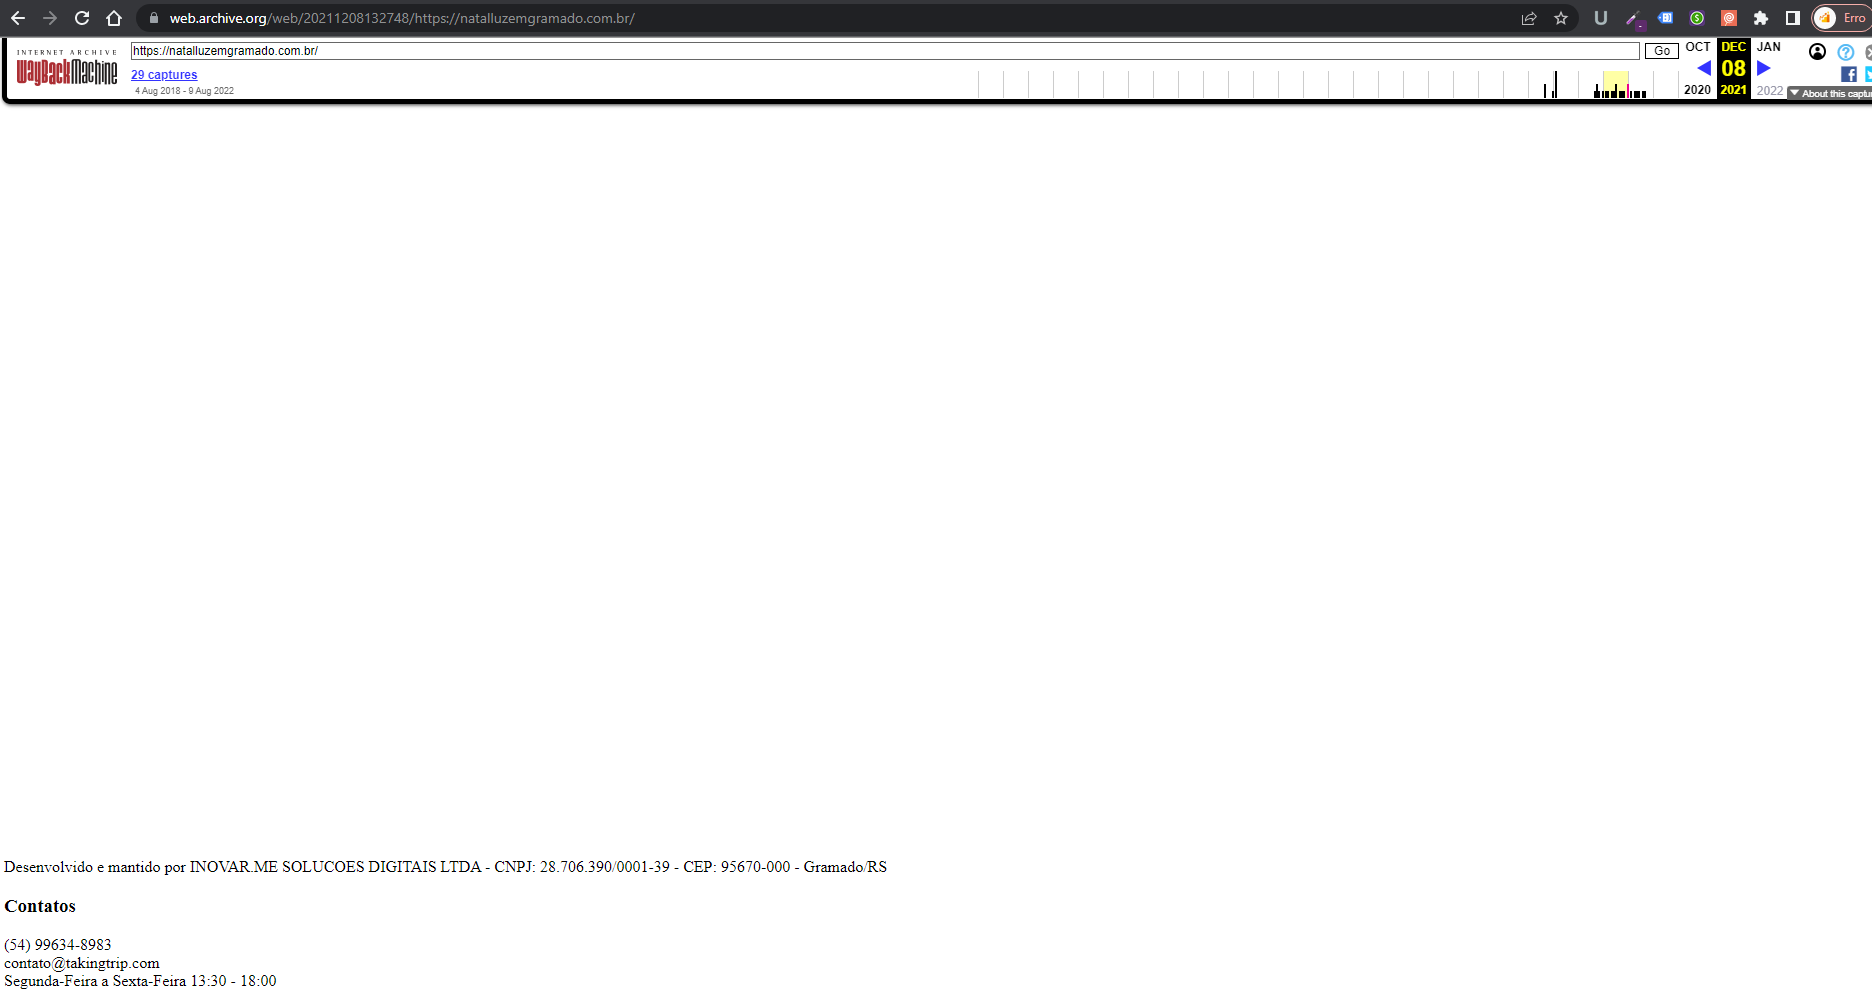 web.archive.org/web/20211208132748/https://natalluzemgramado.com.br/
Erro
INTERNET ARCHIVE
WayBackMachine
https://natalluzemgramado.com.br/
Go
OCT DEC JAN
29 captures
08
4 Aug 2018 - 9 Aug 2022
2020 2021 2022
About this captu
Desenvolvido e mantido por INOVAR.ME SOLUCOES DIGITAIS LTDA - CNPJ: 28.706.390/0001-39 - CEP: 95670-000 - Gramado/RS
Contatos
(54) 99634-8983
contato@takingtrip.com
Segunda-Feira a Sexta-Feira 13:30 - 18:00